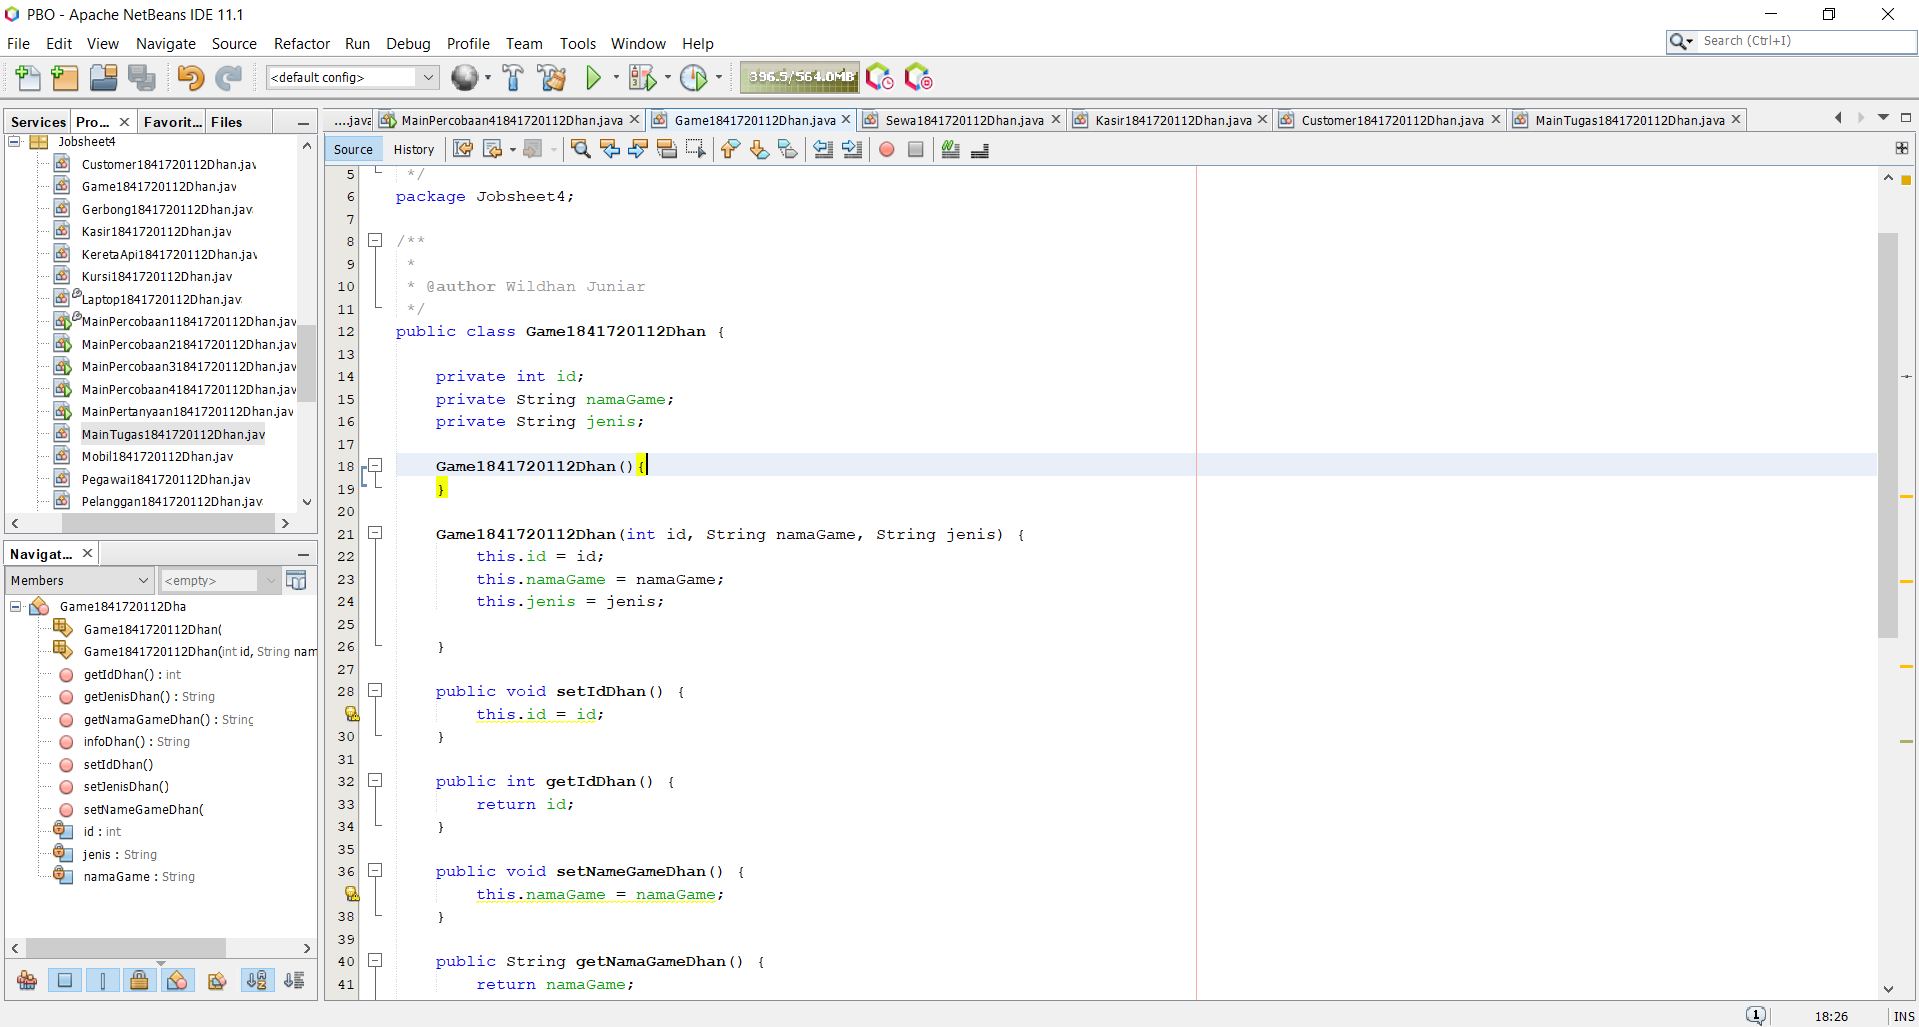 PBO - Apache NetBeans IDE 11.1
File Edit View Navigate Source Refactor Run Debug Profile Team Tools Window Help
Search (Ctrl+I)
<default config>
396.5/564.0MB
Services Pro... Favorit... Files
Jobsheet4
Customer1841720112Dhan.jav
Game1841720112Dhan.jav
Gerbong1841720112Dhan.jav
Kasir1841720112Dhan.jav
KeretaApi1841720112Dhan.jav
Kursi1841720112Dhan.jav
Laptop1841720112Dhan.jav
MainPercobaan11841720112Dhan.jav
MainPercobaan21841720112Dhan.jav
MainPercobaan31841720112Dhan.jav
MainPercobaan41841720112Dhan.jav
MainPertanyaan1841720112Dhan.jav
MainTugas1841720112Dhan.jav
Mobil1841720112Dhan.jav
Pegawai1841720112Dhan.jav
Pelanggan1841720112Dhan.jav
Navigat...
Members <empty>
Game1841720112Dha
Game1841720112Dhan(
Game1841720112Dhan(int id, String nam
getIdDhan() : int
getJenisDhan() : String
getNamaGameDhan() : String
infoDhan() : String
setIdDhan()
setJenisDhan()
setNameGameDhan(
id : int
jenis : String
namaGame : String
....java MainPercobaan41841720112Dhan.java Game1841720112Dhan.java Sewa1841720112Dhan.java Kasir1841720112Dhan.java Customer1841720112Dhan.java MainTugas1841720112Dhan.java
Source History
5 */
6 package Jobsheet4;
7
8 /**
9 *
10 * @author Wildhan Juniar
11 */
12 public class Game1841720112Dhan {
13
14 private int id;
15 private String namaGame;
16 private String jenis;
17
18 Game1841720112Dhan(){
19 }
20
21 Game1841720112Dhan(int id, String namaGame, String jenis) {
22 this.id = id;
23 this.namaGame = namaGame;
24 this.jenis = jenis;
25
26 }
27
28 public void setIdDhan() {
this.id = id;
30 }
31
32 public int getIdDhan() {
33 return id;
34 }
35
36 public void setNameGameDhan() {
this.namaGame = namaGame;
38 }
39
40 public String getNamaGameDhan() {
41 return namaGame;
1 18:26 INS